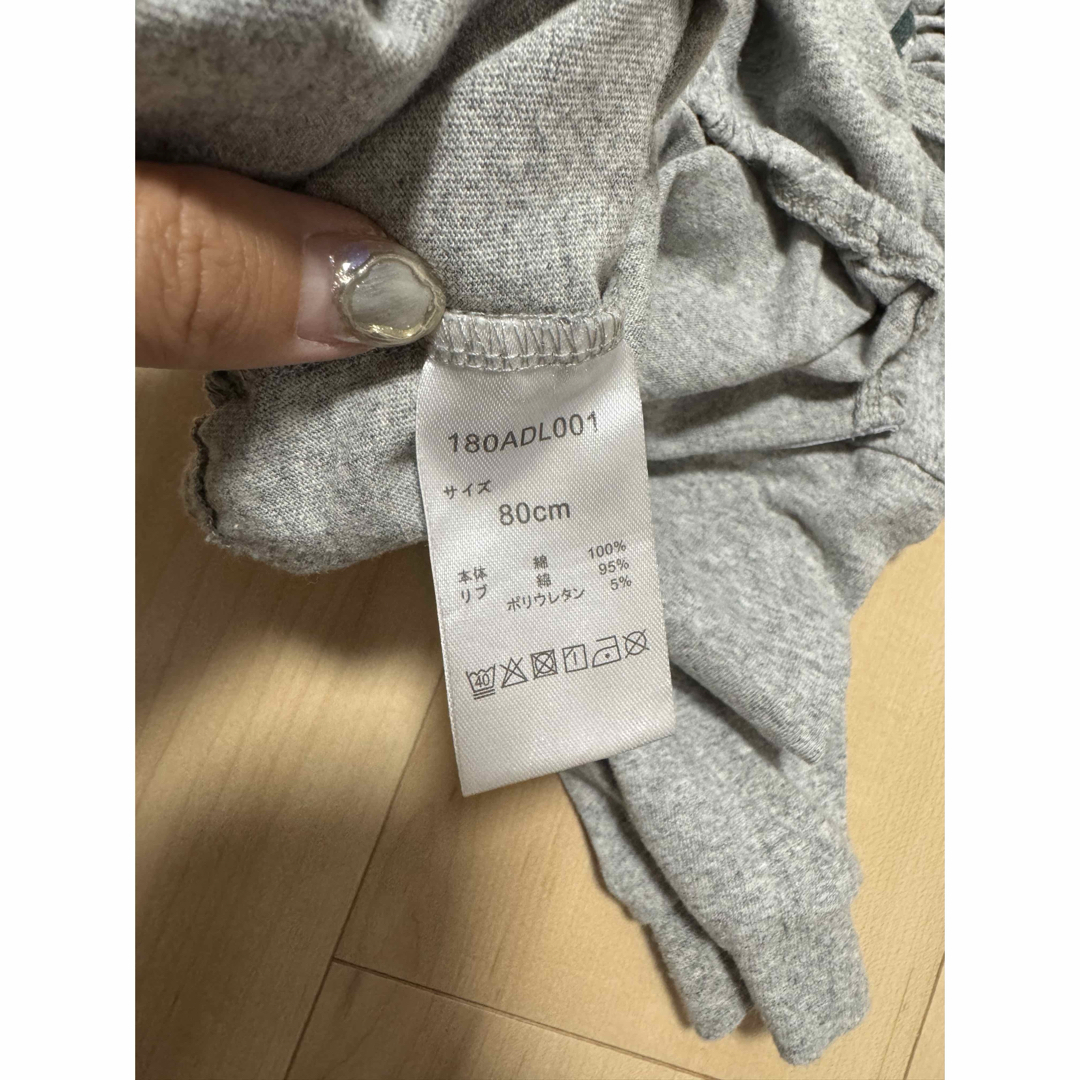 180ADL001
サイズ
80cm
本体 綿 100%
リブ 綿 95%
ポリウレタン 5%
40